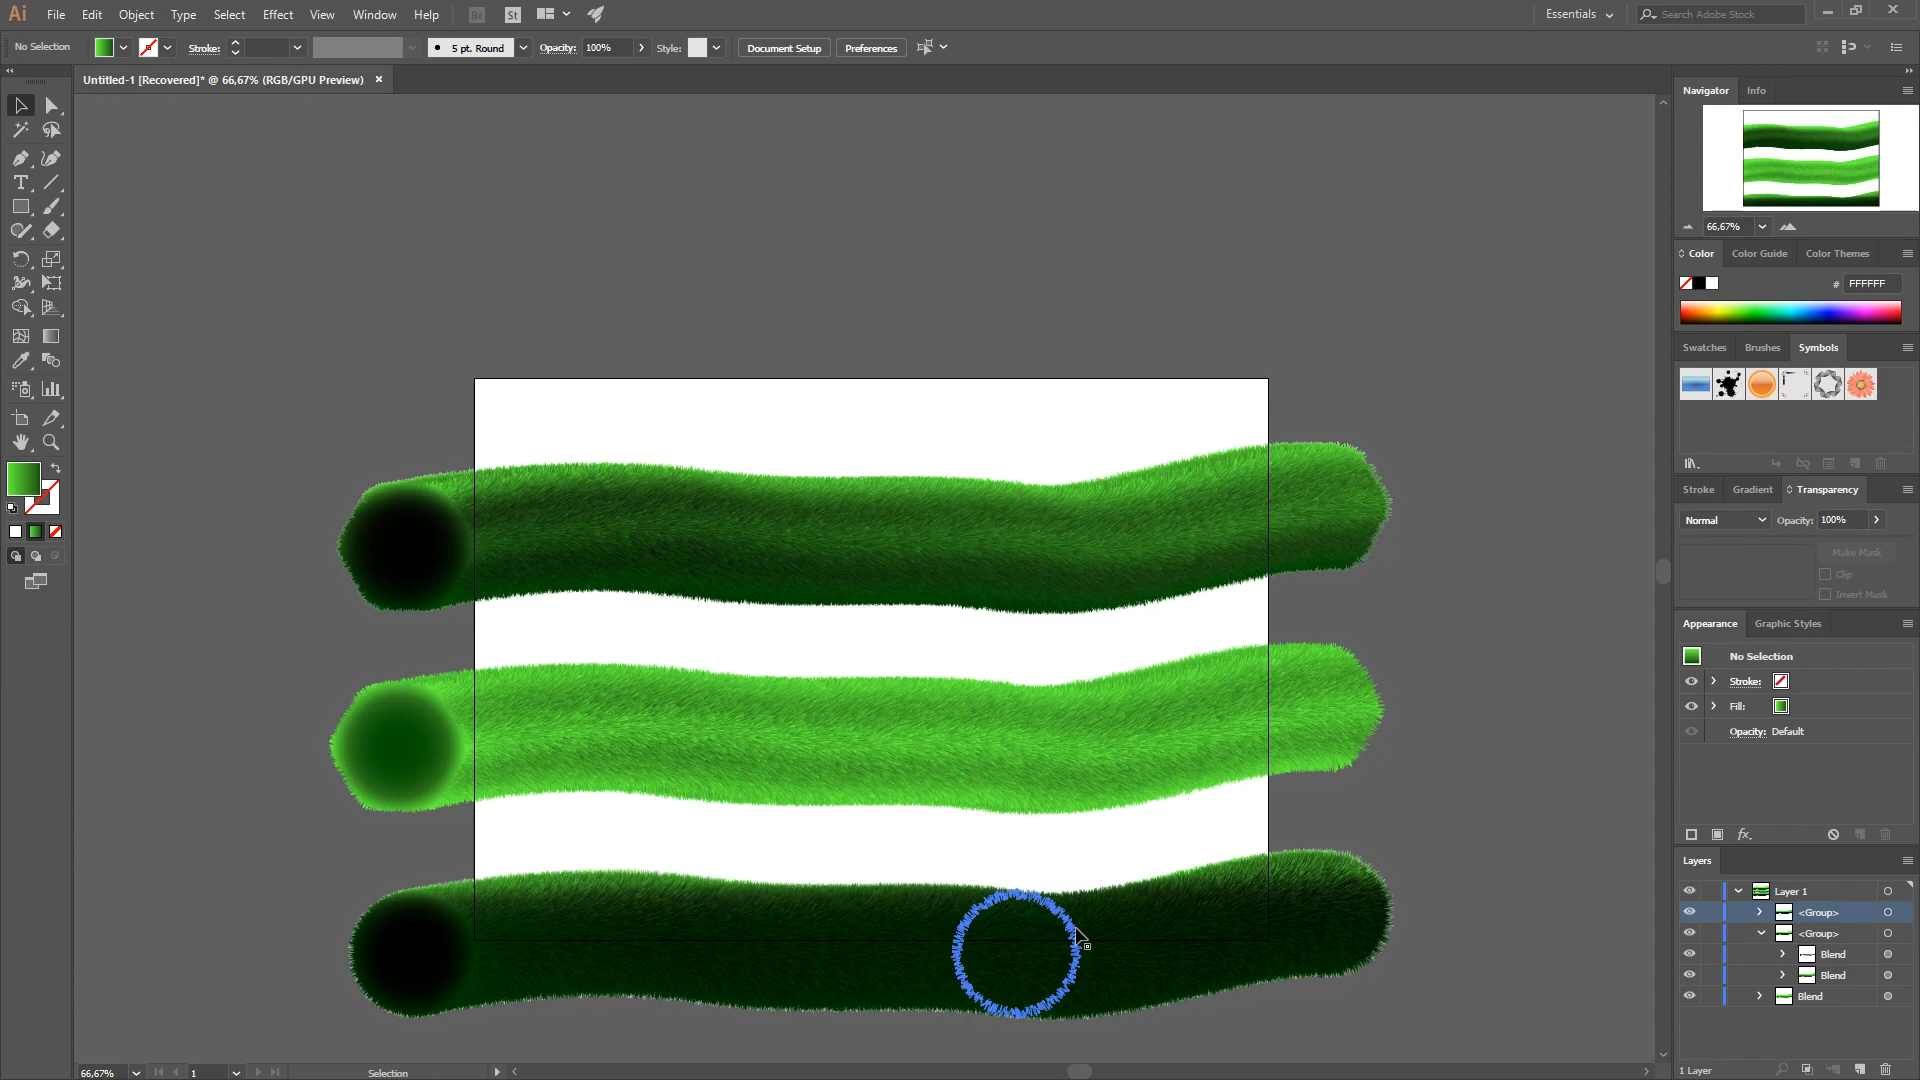 Ai File Edit Object Type Select Effect View Window Help Br St Essentials Search Adobe Stock
No Selection Stroke: 5 pt. Round Opacity: 100% Style: Document Setup Preferences
Untitled-1 [Recovered]* @ 66,67% (RGB/GPU Preview)
Navigator Info
66,67%
Color Color Guide Color Themes
# FFFFFF
Swatches Brushes Symbols
Stroke Gradient Transparency
Normal Opacity: 100%
Make Mask
Clip
Invert Mask
Appearance Graphic Styles
No Selection
Stroke:
Fill:
Opacity: Default
fx.
Layers
Layer 1
<Group>
<Group>
Blend
Blend
Blend
1 Layer
66,67% 1 Selection